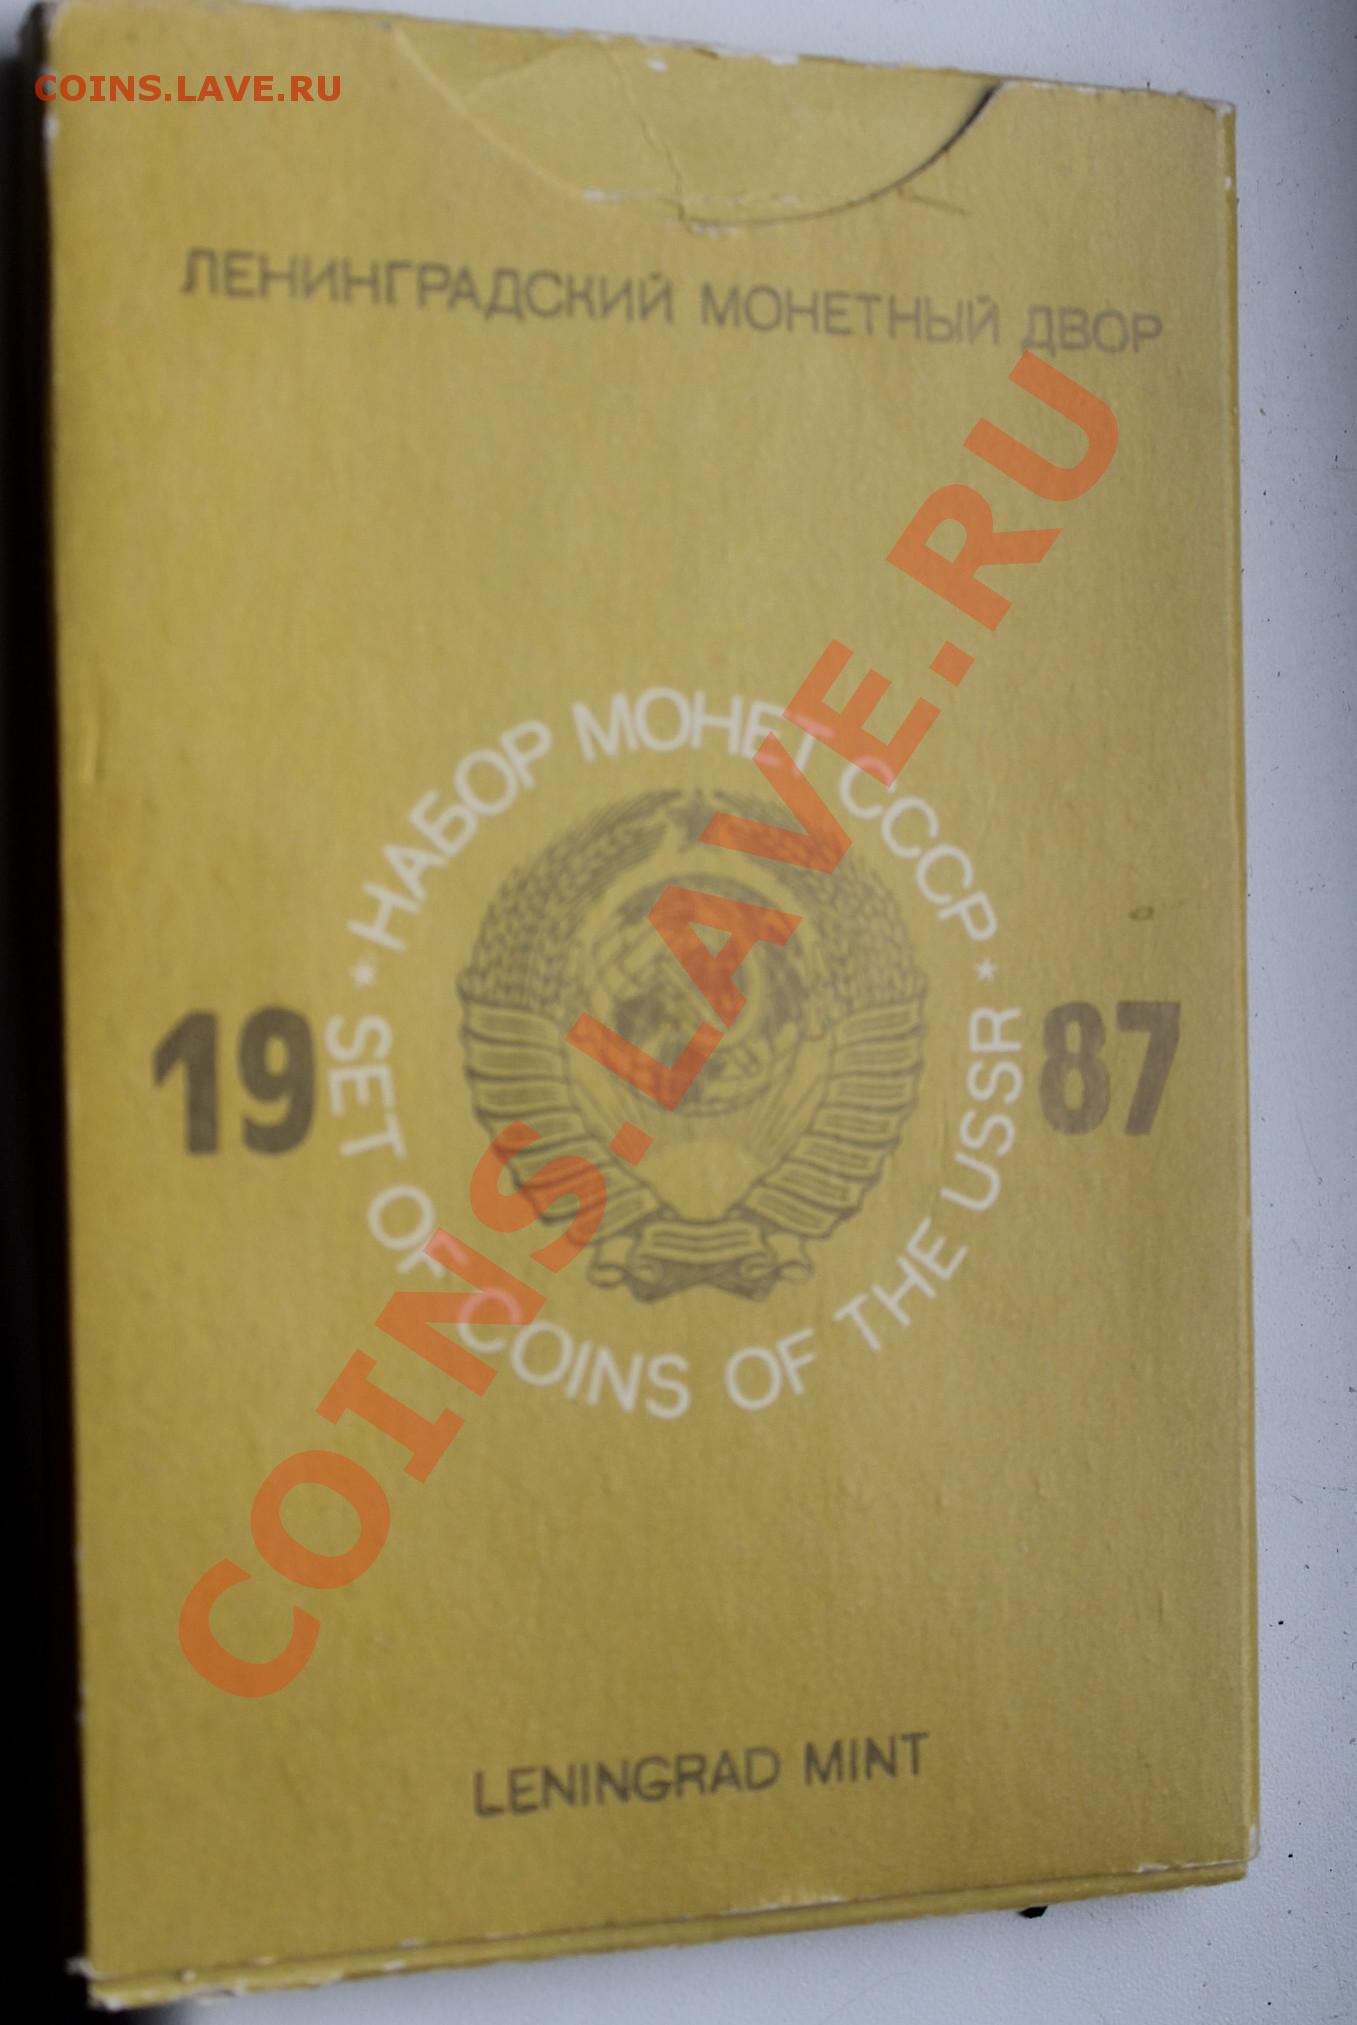 COINS.LAVE.RU
ЛЕНИНГРАДСКИЙ МОНЕТНЫЙ ДВОР
* НАБОР МОНЕТ СССР *
19 87
SET OF COINS OF THE USSR
COINS.LAVE.RU
LENINGRAD MINT